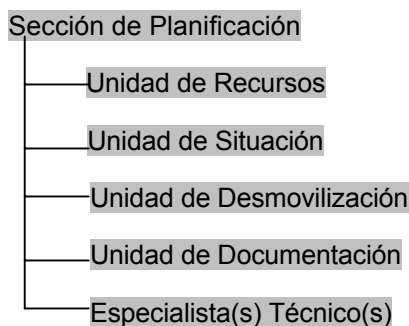 Sección de Planificación
Unidad de Recursos
Unidad de Situación
Unidad de Desmovilización
Unidad de Documentación
Especialista(s) Técnico(s)